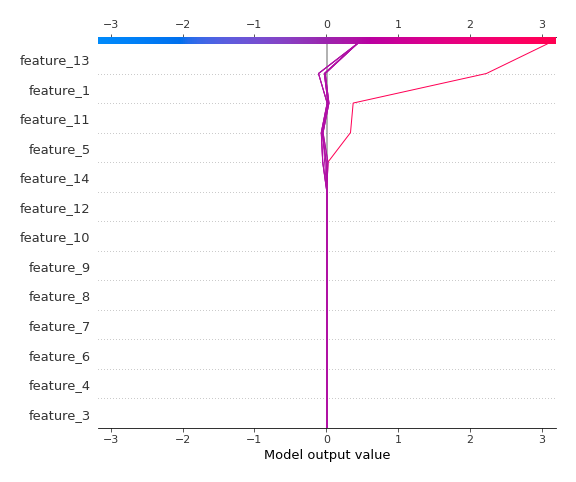 −3 −2 −1 0 1 2 3
feature_13
feature_1
feature_11
feature_5
feature_14
feature_12
feature_10
feature_9
feature_8
feature_7
feature_6
feature_4
feature_3
−3 −2 −1 0 1 2 3
Model output value